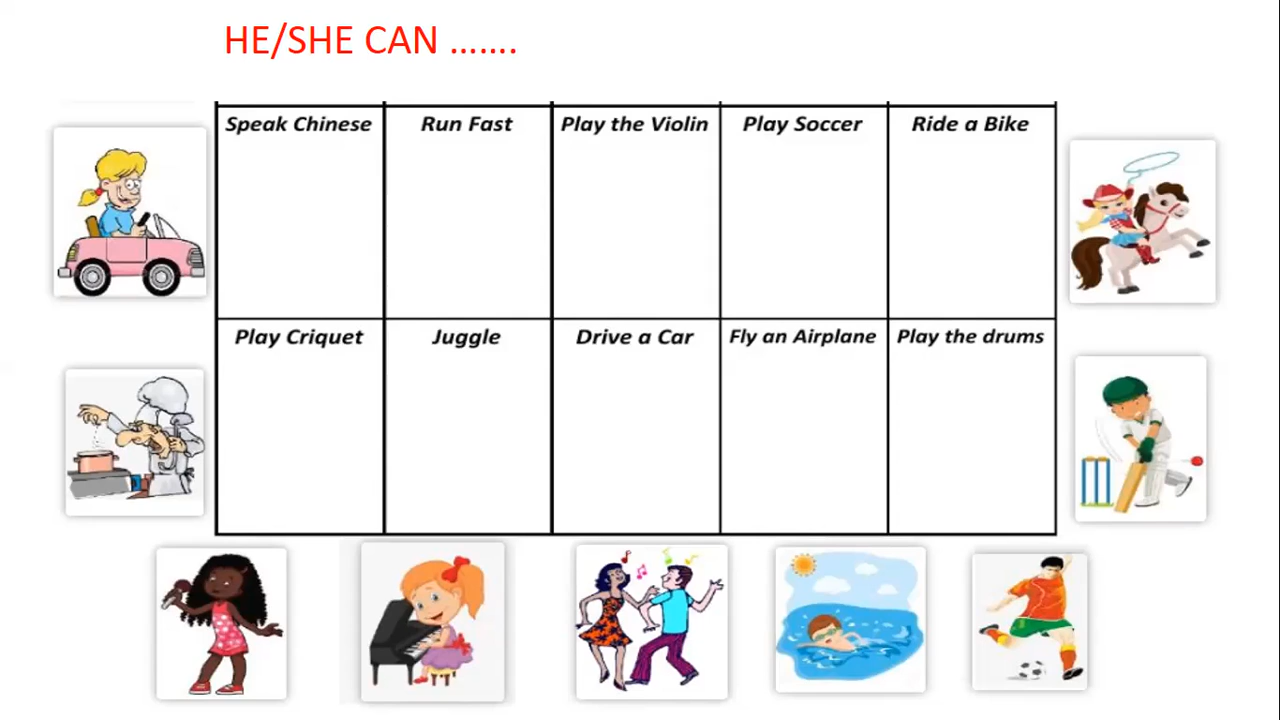 HE/SHE CAN .......
Speak Chinese
Run Fast
Play the Violin
Play Soccer
Ride a Bike
Play Criquet
Juggle
Drive a Car
Fly an Airplane
Play the drums